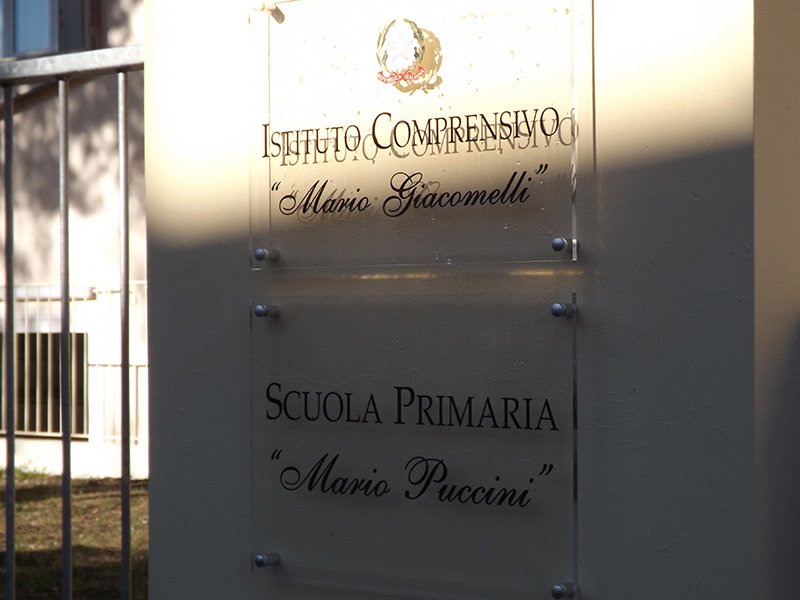 ISTITUTO COMPRENSIVO
“Mario Giacomelli”
SCUOLA PRIMARIA
“Mario Puccini”